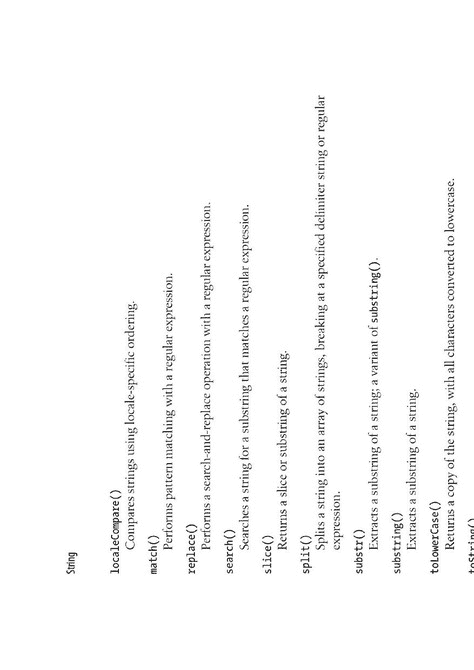 String
localeCompare()
Compares strings using locale-specific ordering.
match()
Performs pattern matching with a regular expression.
replace()
Performs a search-and-replace operation with a regular expression.
search()
Searches a string for a substring that matches a regular expression.
slice()
Returns a slice or substring of a string.
split()
Splits a string into an array of strings, breaking at a specified delimiter string or regular
expression.
substr()
Extracts a substring of a string; a variant of substring().
substring()
Extracts a substring of a string.
toLowerCase()
Returns a copy of the string, with all characters converted to lowercase.
toString()